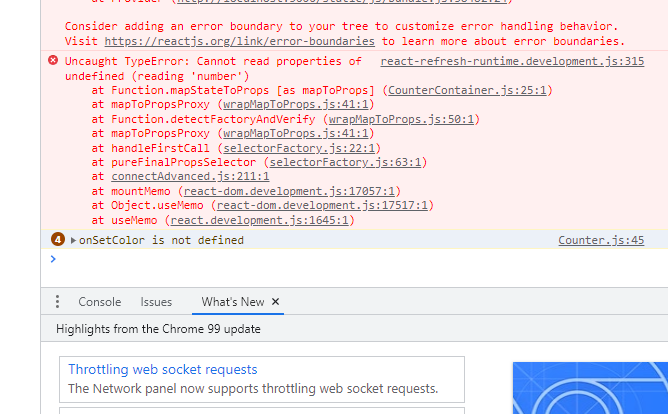 Consider adding an error boundary to your tree to customize error handling behavior.
Visit https://reactjs.org/link/error-boundaries to learn more about error boundaries.
Uncaught TypeError: Cannot read properties of react-refresh-runtime.development.js:315
undefined (reading 'number')
at Function.mapStateToProps [as mapToProps] (CounterContainer.js:25:1)
at mapToPropsProxy (wrapMapToProps.js:41:1)
at Function.detectFactoryAndVerify (wrapMapToProps.js:50:1)
at mapToPropsProxy (wrapMapToProps.js:41:1)
at handleFirstCall (selectorFactory.js:22:1)
at pureFinalPropsSelector (selectorFactory.js:63:1)
at connectAdvanced.js:211:1
at mountMemo (react-dom.development.js:17057:1)
at Object.useMemo (react-dom.development.js:17517:1)
at useMemo (react.development.js:1645:1)
4 onSetColor is not defined Counter.js:45
Console Issues What's New
Highlights from the Chrome 99 update
Throttling web socket requests
The Network panel now supports throttling web socket requests.